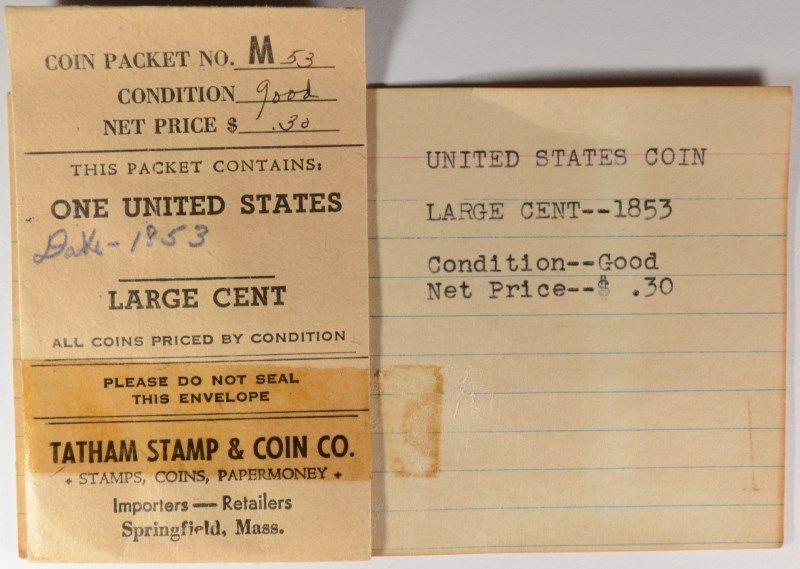 COIN PACKET NO. M 53
CONDITION good
NET PRICE $ .30
THIS PACKET CONTAINS:
ONE UNITED STATES
Date - 1853
LARGE CENT
ALL COINS PRICED BY CONDITION
PLEASE DO NOT SEAL
THIS ENVELOPE
TATHAM STAMP & COIN CO.
+ STAMPS, COINS, PAPERMONEY +
Importers — Retailers
Springfield, Mass.
UNITED STATES COIN
LARGE CENT--1853
Condition--Good
Net Price--$ .30